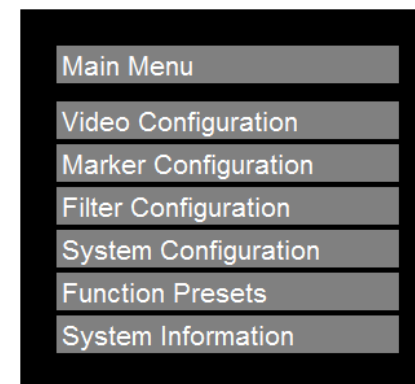 Main Menu
Video Configuration
Marker Configuration
Filter Configuration
System Configuration
Function Presets
System Information